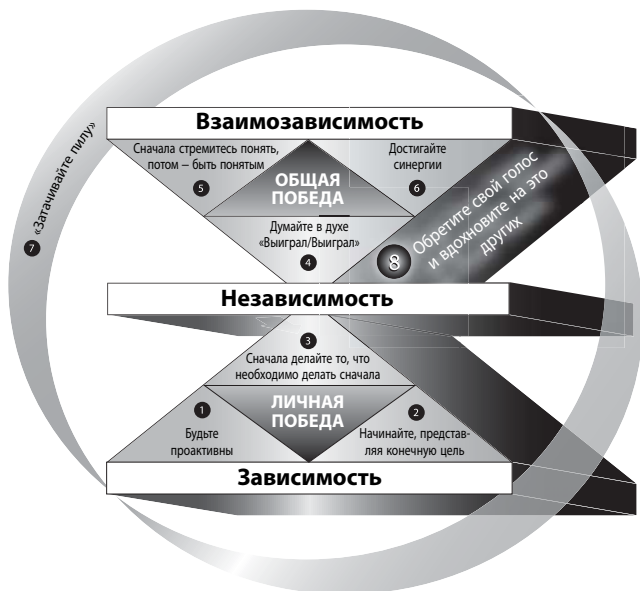 Взаимозависимость
Сначала стремитесь понять,
потом – быть понятым
5
ОБЩАЯ
ПОБЕДА
Достигайте
синергии
6
Думайте в духе
«Выиграл/Выиграл»
4
8 Обретите свой голос
и вдохновите на это
других
7 «Затачивайте пилу»
Независимость
3
Сначала делайте то, что
необходимо делать сначала
1
Будьте
проактивны
ЛИЧНАЯ
ПОБЕДА
2
Начинайте, представ-
ляя конечную цель
Зависимость